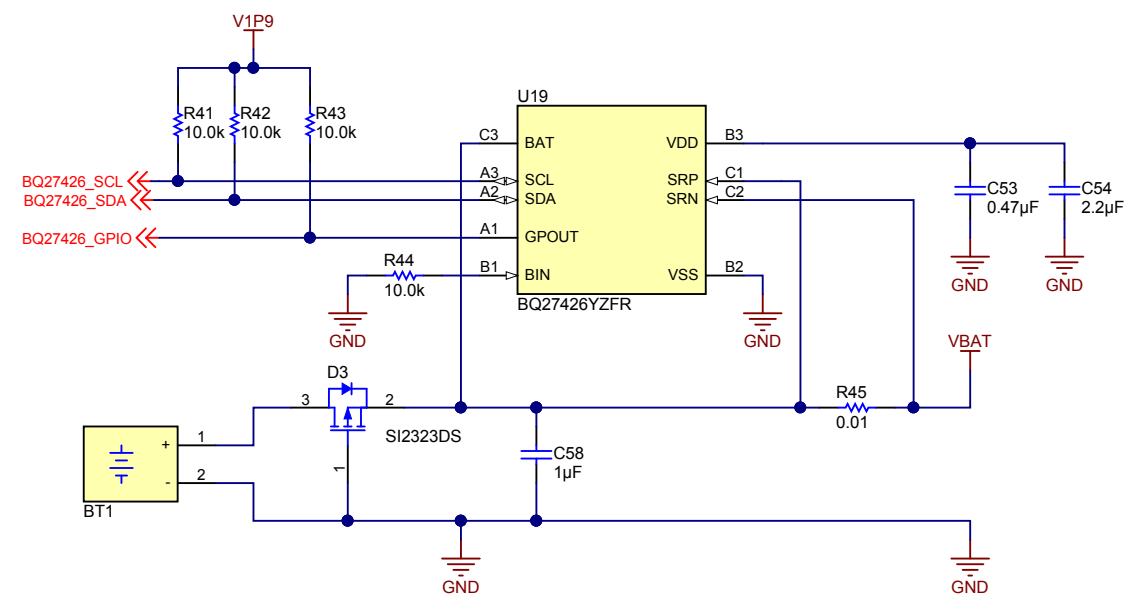 V1P9
R41
10.0k
R42
10.0k
R43
10.0k
U19
C3
BAT
VDD
B3
BQ27426_SCL
A3
SCL
SRP
C1
BQ27426_SDA
A2
SDA
SRN
C2
C53
0.47µF
C54
2.2µF
BQ27426_GPIO
A1
GPOUT
R44
10.0k
B1
BIN
VSS
B2
GND
GND
BQ27426YZFR
GND
GND
VBAT
D3
3
2
SI2323DS
R45
0.01
1
+
1
-
2
BT1
C58
1µF
GND
GND